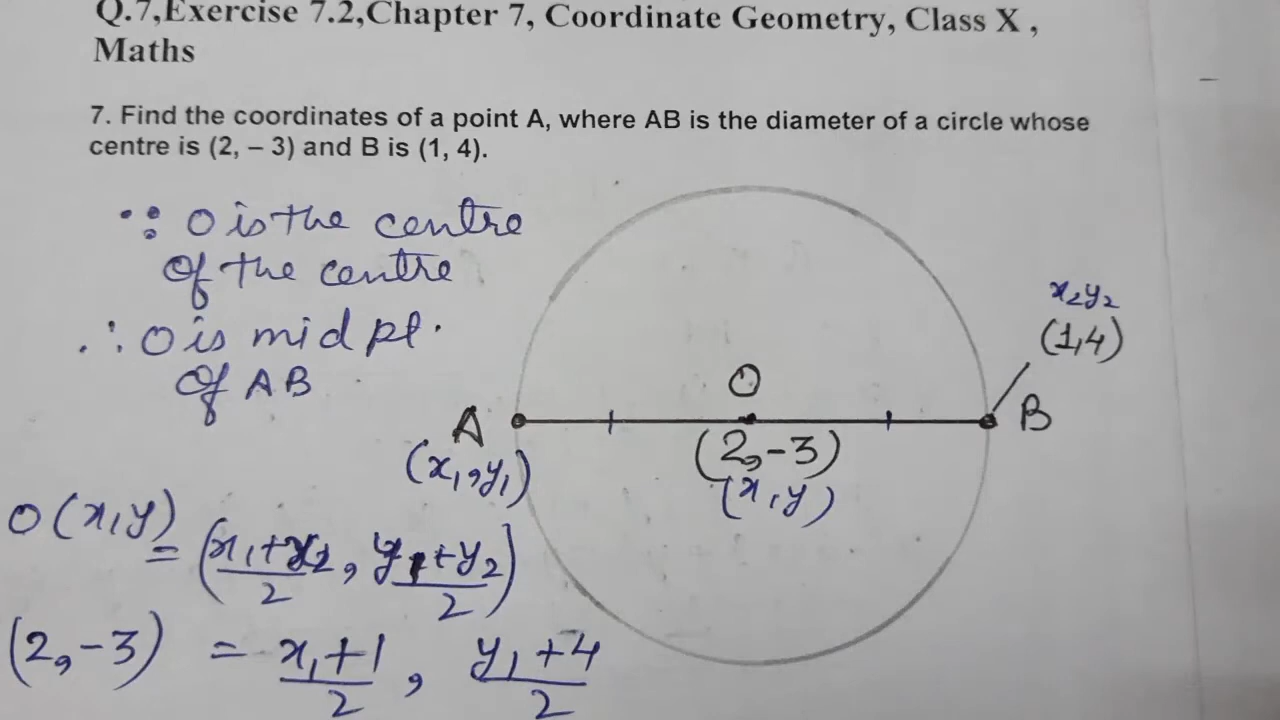 Q.7,Exercise 7.2,Chapter 7, Coordinate Geometry, Class X ,
Maths
7. Find the coordinates of a point A, where AB is the diameter of a circle whose
centre is (2, – 3) and B is (1, 4).
∵ O is the centre
of the centre
∴ O is mid pt.
of AB
x₂y₂
(1,4)
O
A
B
(2,-3)
(x₁,y₁)
(x,y)
O(x,y)
= (x₁+x₂/2, y₁+y₂/2)
(2,-3) = x₁+1/2, y₁+4/2